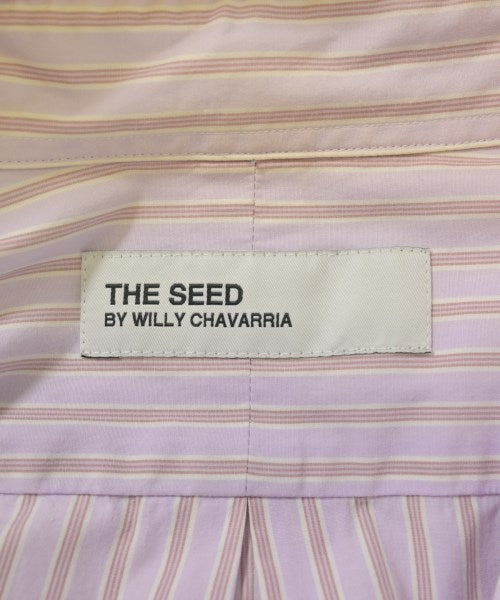 THE SEED
BY WILLY CHAVARRIA